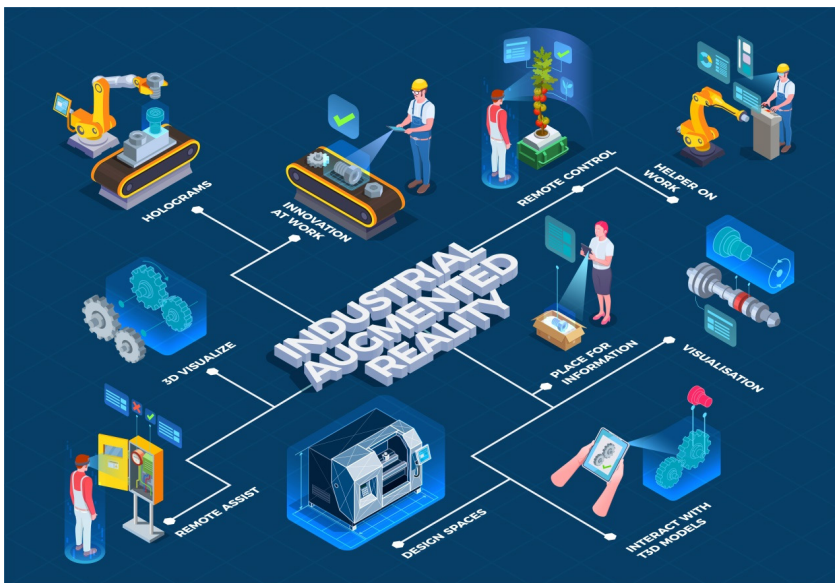 HOLOGRAMS
INNOVATION
AT WORK
REMOTE CONTROL
HELPER ON
WORK
INDUSTRIAL
AUGMENTED
REALITY
3D VISUALIZE
PLACE FOR
INFORMATION
VISUALISATION
REMOTE ASSIST
DESIGN SPACES
INTERACT WITH
T3D MODELS